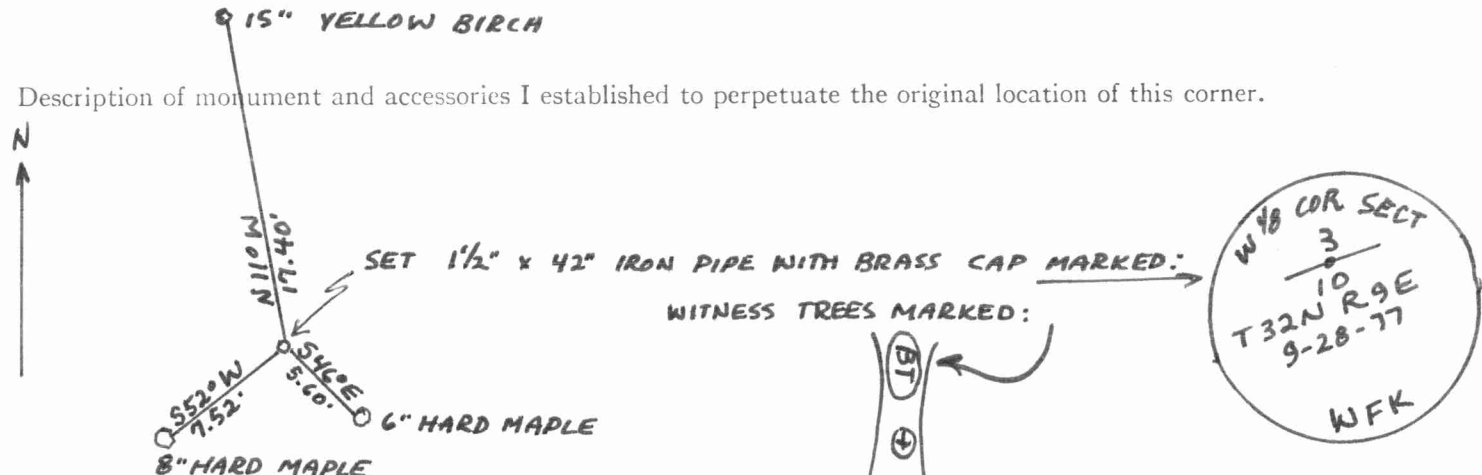 15" YELLOW BIRCH
Description of monument and accessories I established to perpetuate the original location of this corner.
N
N11°W
17.40'
SET 1½" x 42" IRON PIPE WITH BRASS CAP MARKED:
WITNESS TREES MARKED:
W 1/8 COR SECT
3
10
T32N R9E
9-28-77
WFK
BT
S46°E
5.60'
S52°W
7.52'
6" HARD MAPLE
8" HARD MAPLE